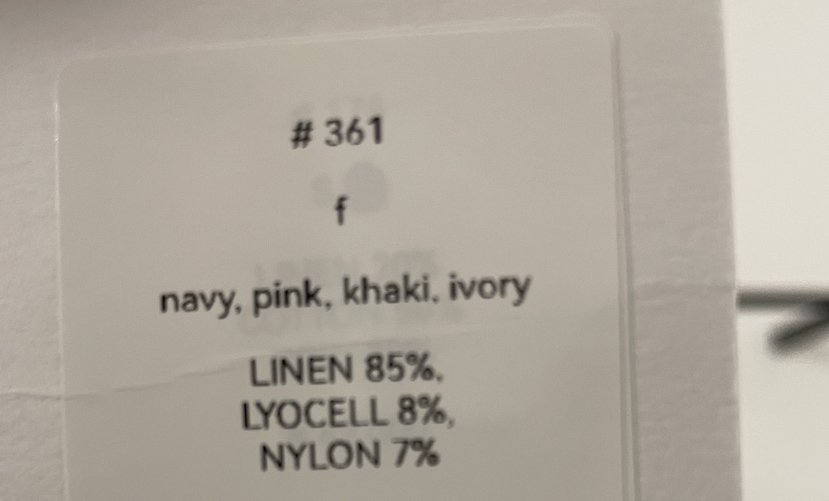 # 361
f
navy, pink, khaki, ivory
LINEN 85%,
LYOCELL 8%,
NYLON 7%